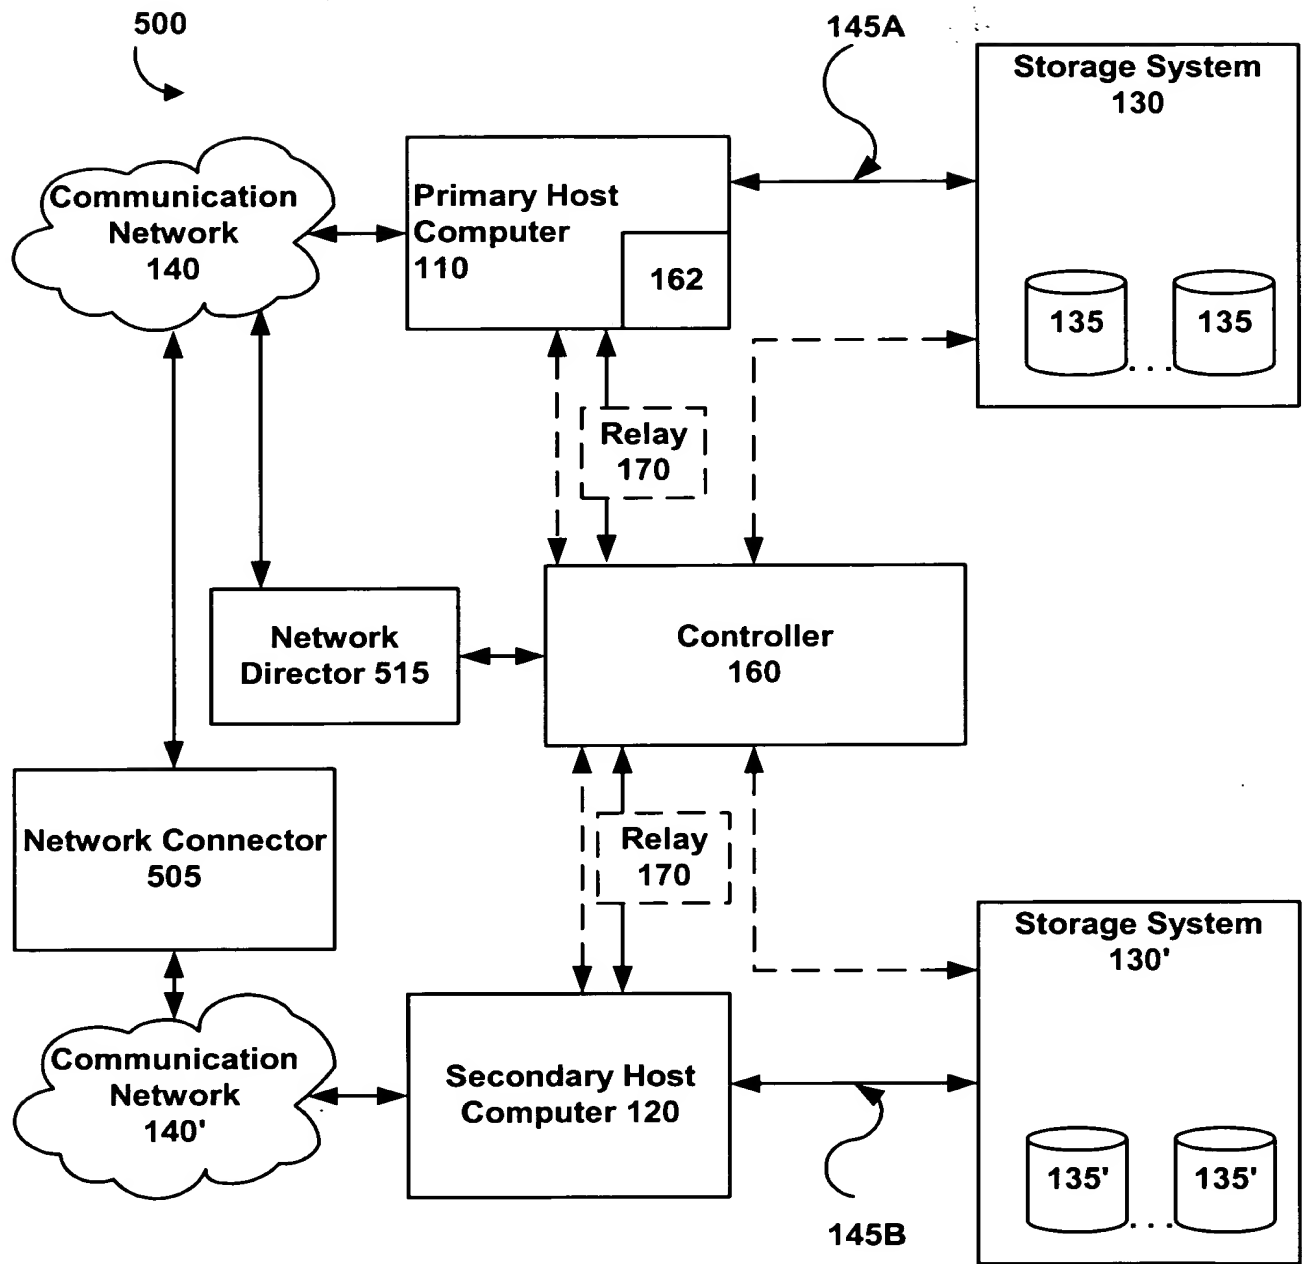 500
145A
Storage System
130
Communication
Network
140
Primary Host
Computer
110
162
135
135
...
Relay
170
Network
Director 515
Controller
160
Network Connector
505
Relay
170
Storage System
130'
Communication
Network
140'
Secondary Host
Computer 120
135'
135'
...
145B